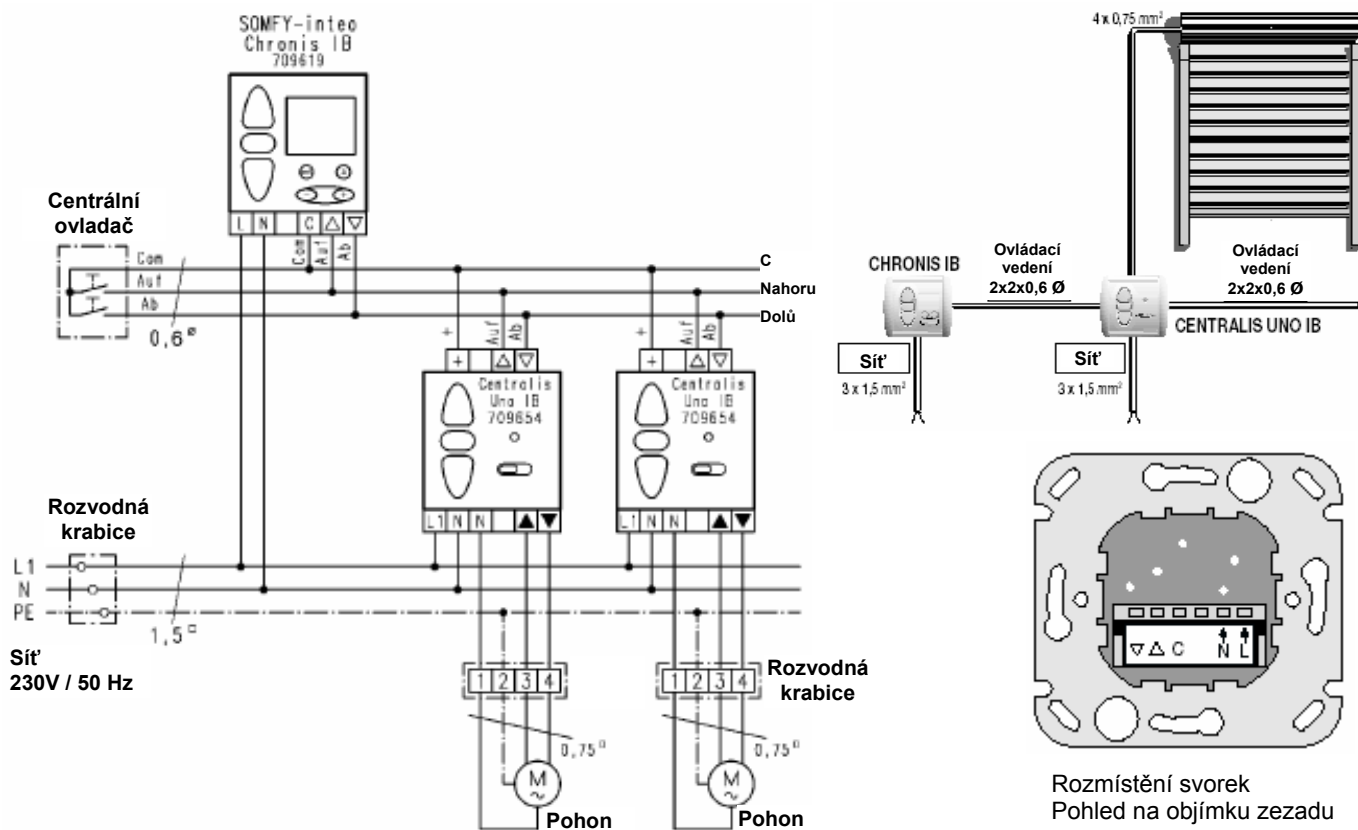 SOMFY-inteo
Chronis IB
709619
L N C △ ▽
Com Auf Ab
Centrální
ovladač
Com
Auf
Ab
0,6ø
C
Nahoru
Dolů
+ Auf Ab
+ △ ▽
Centralis
Uno IB
709654
L1 N N ▲ ▼
+ Auf Ab
+ △ ▽
Centralis
Uno IB
709654
L1 N N ▲ ▼
Rozvodná
krabice
L1
N
PE
1,5□
Síť
230V / 50 Hz
1 2 3 4
0,75□
M
~
Pohon
1 2 3 4
Rozvodná
krabice
0,75□
M
~
Pohon
4 x 0,75 mm²
CHRONIS IB
Ovládací
vedení
2x2x0,6 Ø
Ovládací
vedení
2x2x0,6 Ø
CENTRALIS UNO IB
Síť
3 x 1,5 mm²
Síť
3 x 1,5 mm²
▽ △ C N L
Rozmístění svorek
Pohled na objímku zezadu